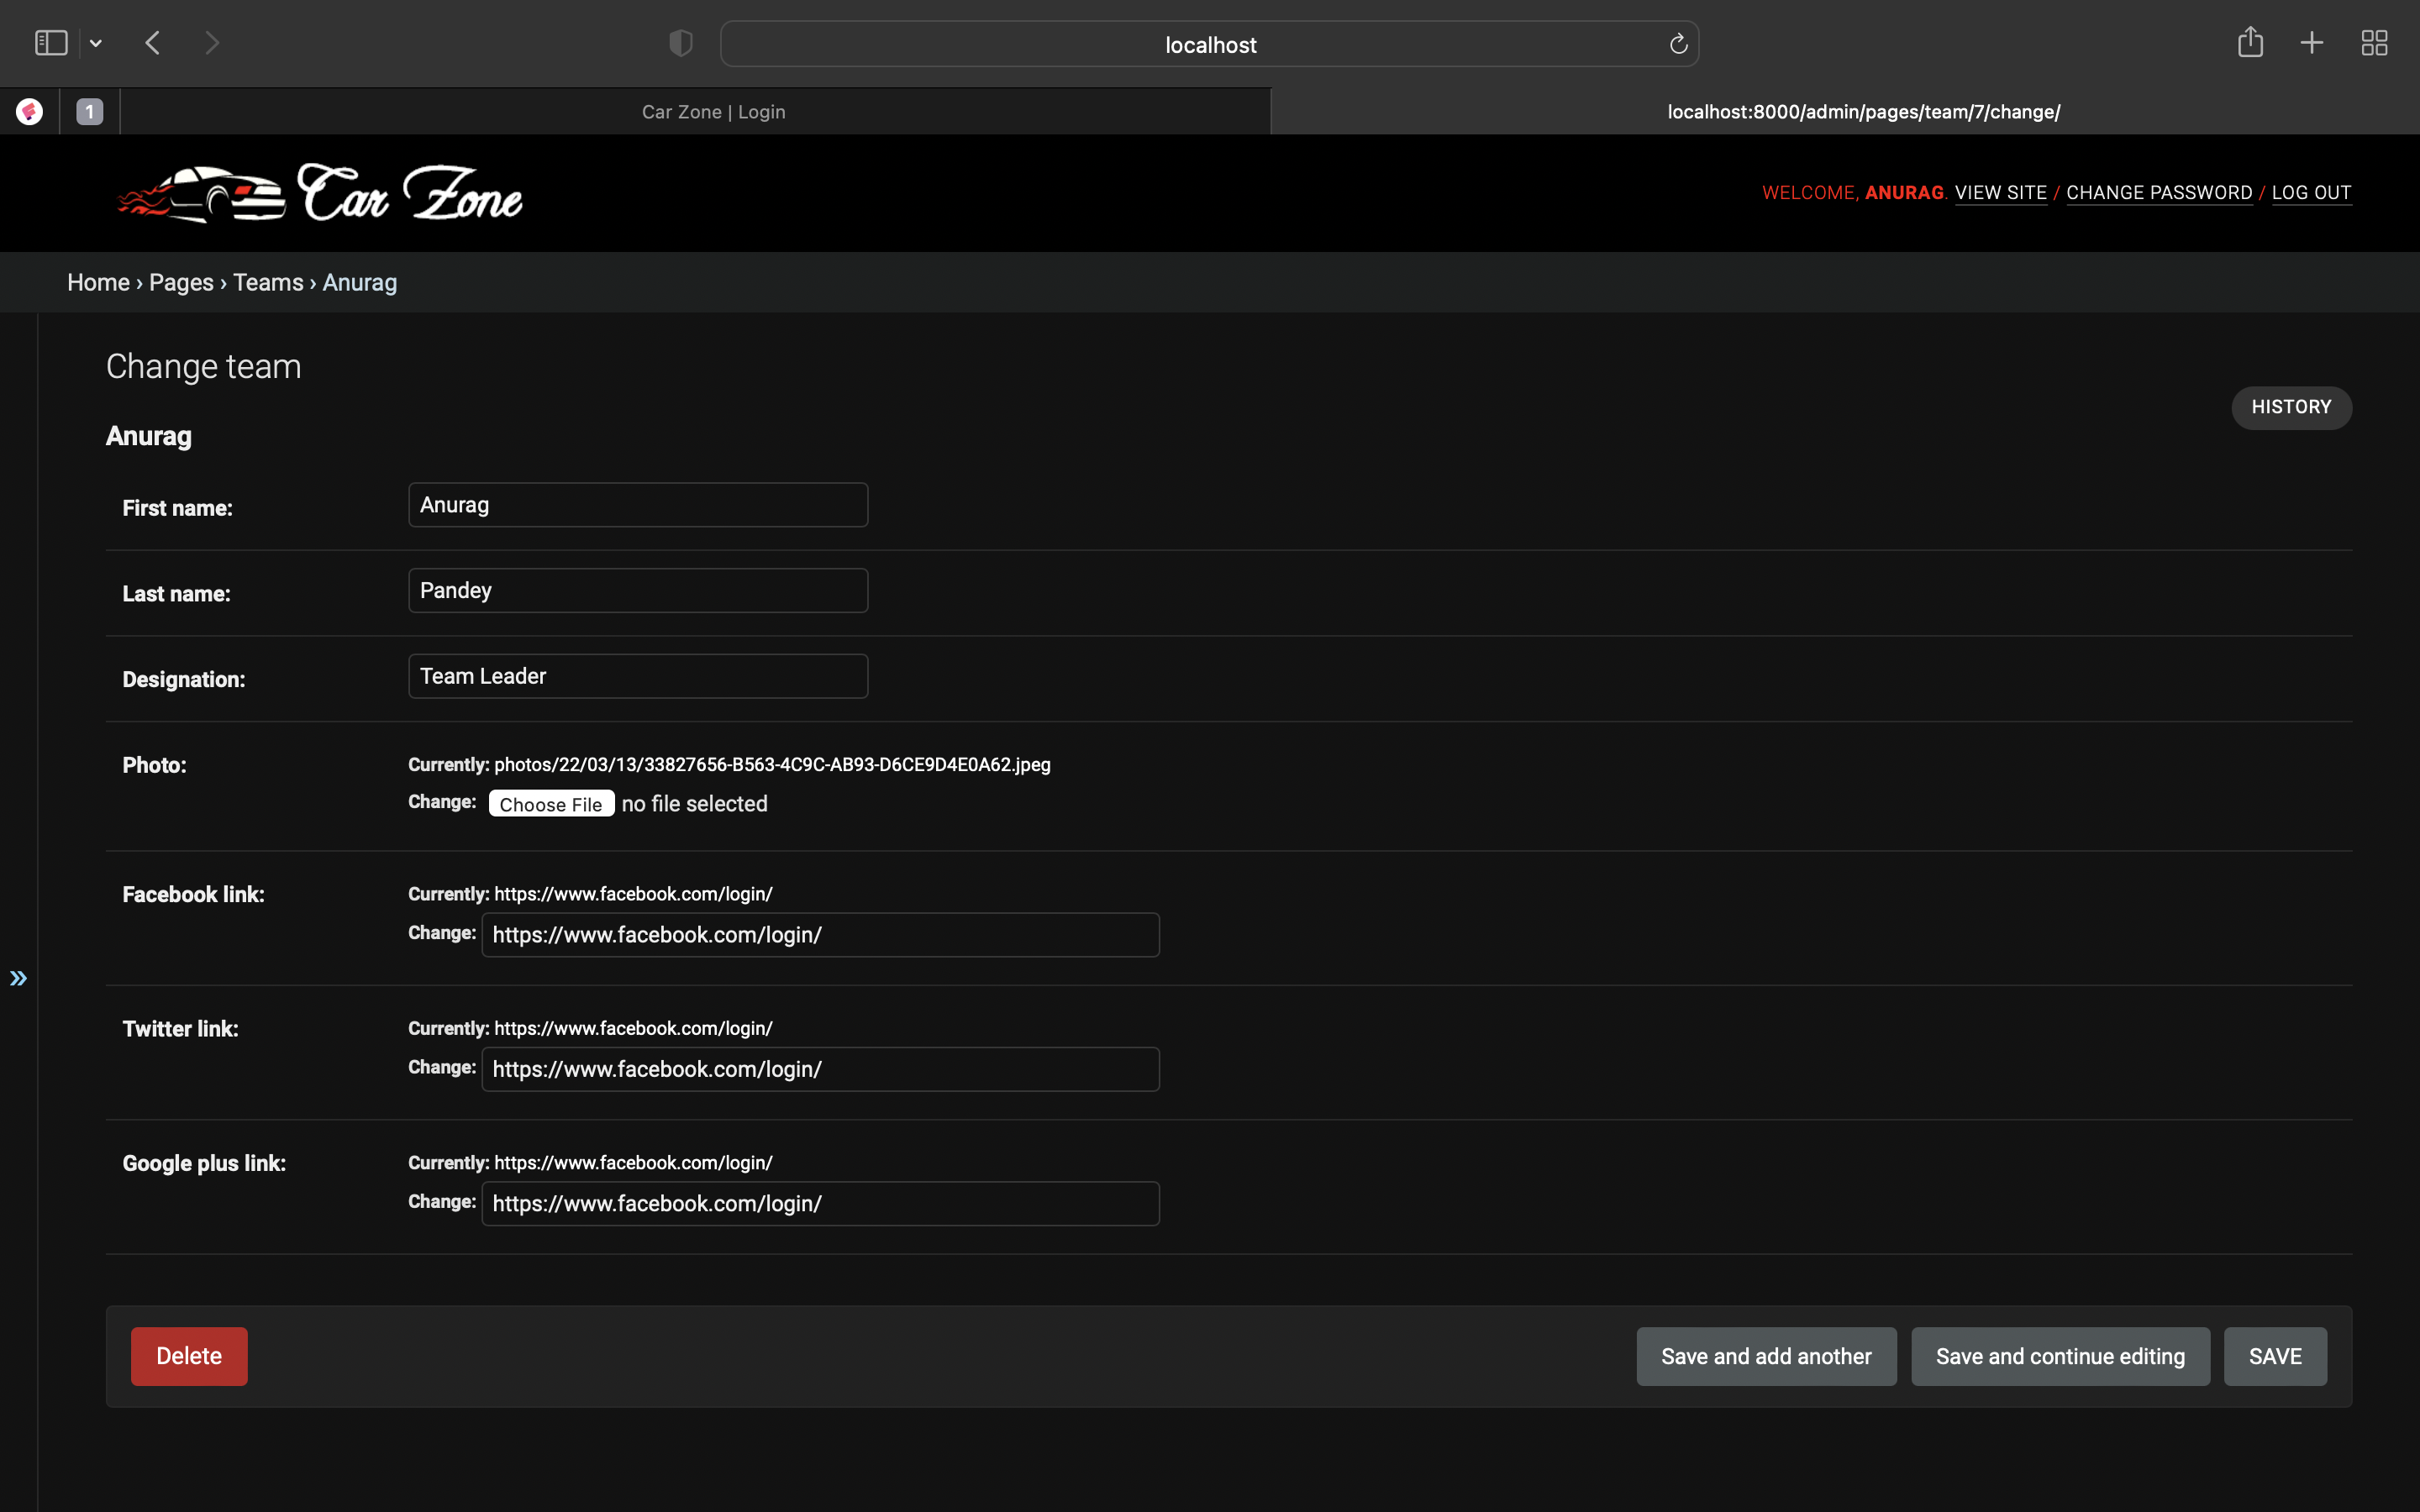 localhost
1
Car Zone | Login
localhost:8000/admin/pages/team/7/change/
Car Zone
WELCOME, ANURAG. VIEW SITE / CHANGE PASSWORD / LOG OUT
Home › Pages › Teams › Anurag
Change team
HISTORY
Anurag
First name: Anurag
Last name: Pandey
Designation: Team Leader
Photo: Currently: photos/22/03/13/33827656-B563-4C9C-AB93-D6CE9D4E0A62.jpeg
Change: Choose File no file selected
Facebook link: Currently: https://www.facebook.com/login/
Change: https://www.facebook.com/login/
»
Twitter link: Currently: https://www.facebook.com/login/
Change: https://www.facebook.com/login/
Google plus link: Currently: https://www.facebook.com/login/
Change: https://www.facebook.com/login/
Delete Save and add another Save and continue editing SAVE